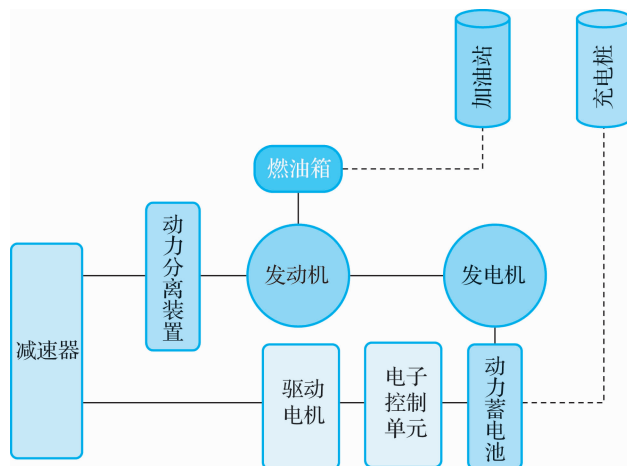 加油站
充电桩
燃油箱
动力分离装置
发动机
发电机
减速器
驱动
电机
电子
控制
单元
动力蓄电池